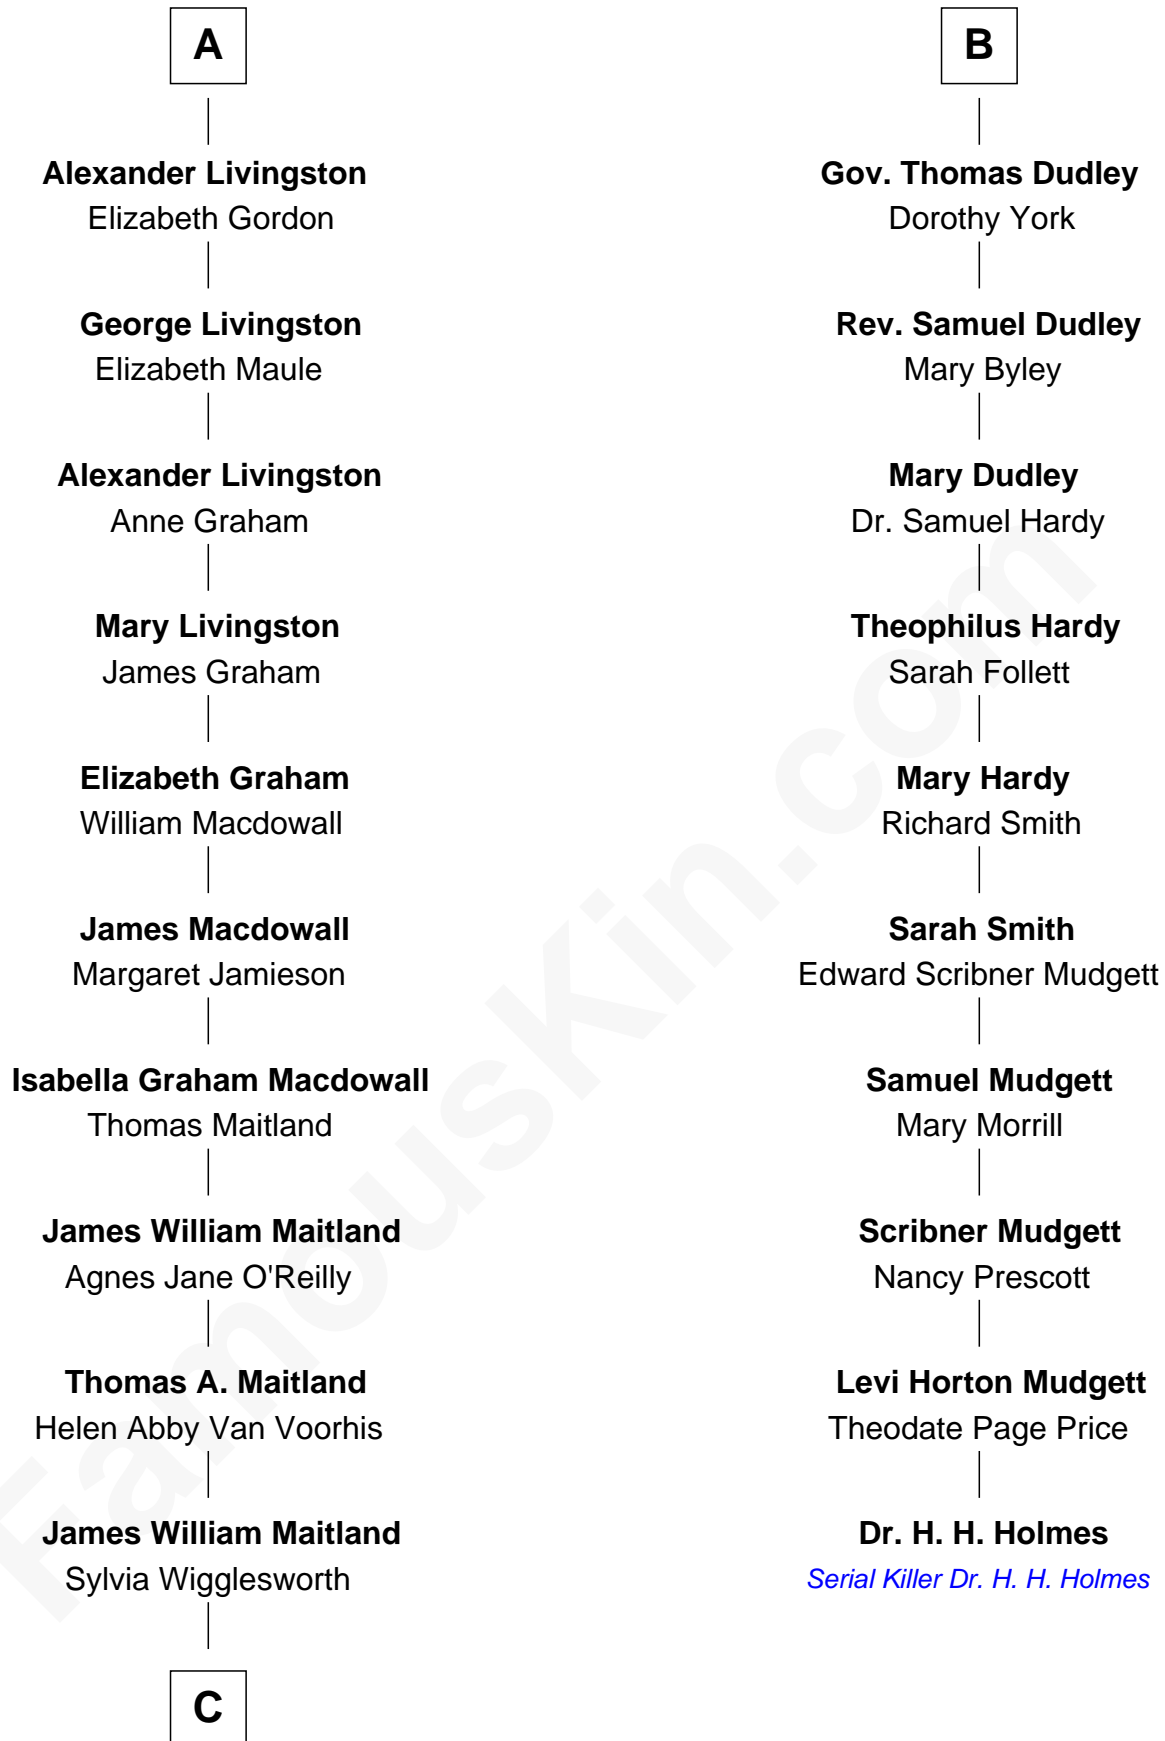 A
Alexander Livingston
Elizabeth Gordon
George Livingston
Elizabeth Maule
Alexander Livingston
Anne Graham
Mary Livingston
James Graham
Elizabeth Graham
William Macdowall
James Macdowall
Margaret Jamieson
Isabella Graham Macdowall
Thomas Maitland
James William Maitland
Agnes Jane O'Reilly
Thomas A. Maitland
Helen Abby Van Voorhis
James William Maitland
Sylvia Wigglesworth
C
B
Gov. Thomas Dudley
Dorothy York
Rev. Samuel Dudley
Mary Byley
Mary Dudley
Dr. Samuel Hardy
Theophilus Hardy
Sarah Follett
Mary Hardy
Richard Smith
Sarah Smith
Edward Scribner Mudgett
Samuel Mudgett
Mary Morrill
Scribner Mudgett
Nancy Prescott
Levi Horton Mudgett
Theodate Page Price
Dr. H. H. Holmes
Serial Killer Dr. H. H. Holmes
FamousKin.com